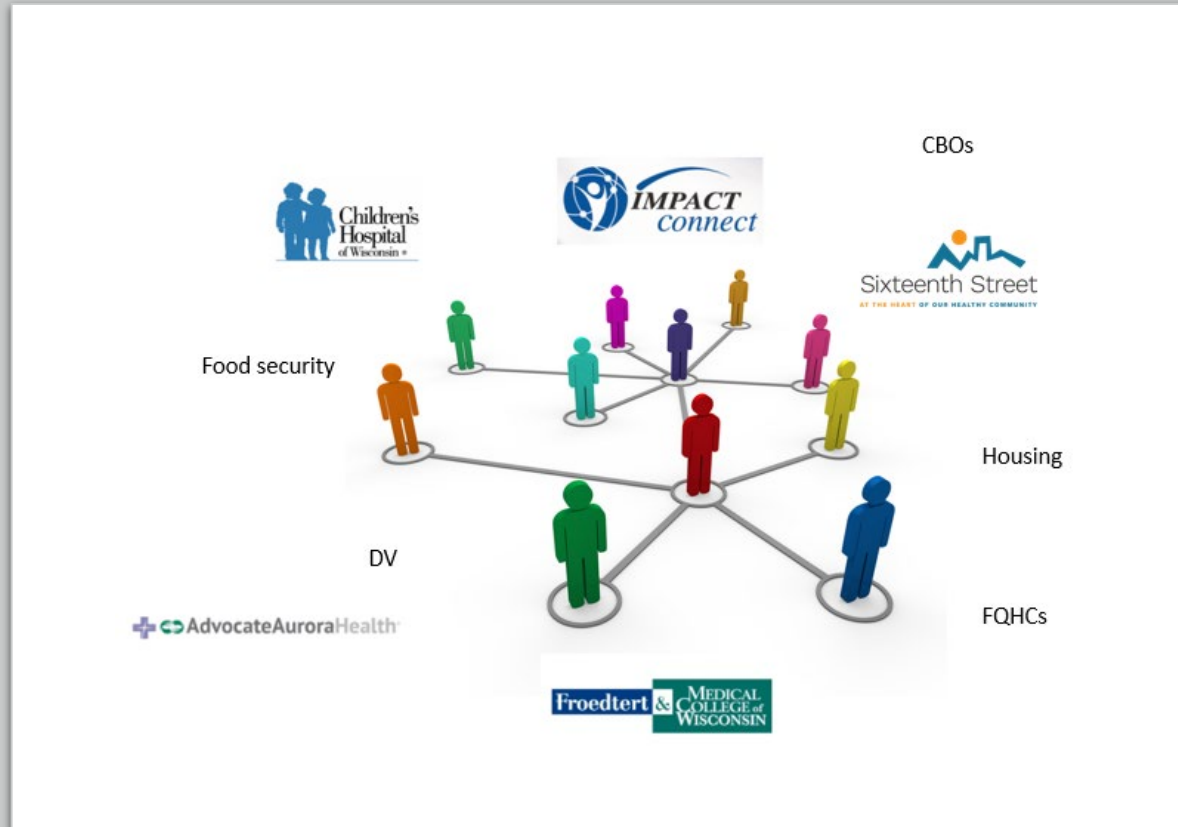 CBOs
IMPACT
connect
Children's
Hospital
of Wisconsin
Sixteenth Street
AT THE HEART OF OUR HEALTHY COMMUNITY
Food security
Housing
DV
FQHCs
AdvocateAuroraHealth
Froedtert & MEDICAL
COLLEGE of
WISCONSIN